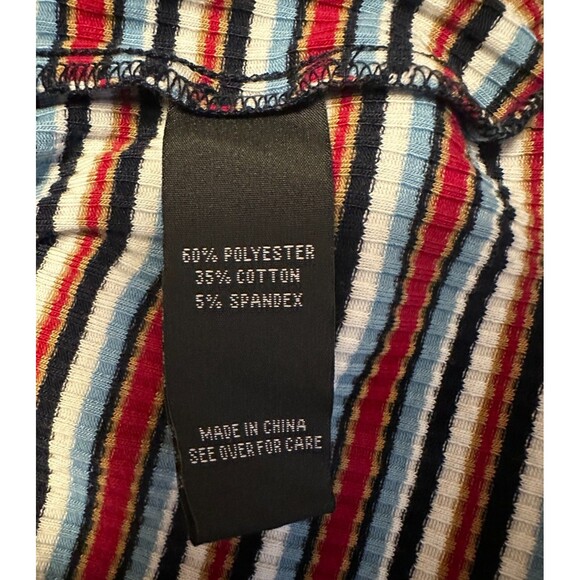 60% POLYESTER
35% COTTON
5% SPANDEX
MADE IN CHINA
SEE OVER FOR CARE